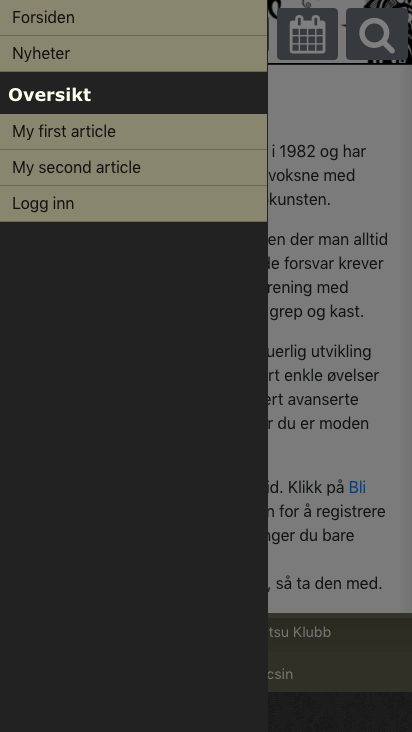 Forsiden
Nyheter
Oversikt
My first article
My second article
Logg inn
i 1982 og har
voksne med
kunsten.
en der man alltid
de forsvar krever
rening med
grep og kast.
uerlig utvikling
rt enkle øvelser
ert avanserte
r du er moden
id. Klikk på Bli
n for å registrere
nger du bare
, så ta den med.
tsu Klubb
csin